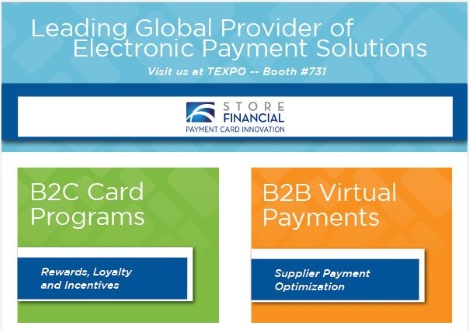 Leading Global Provider of
Electronic Payment Solutions
Visit us at TEXPO -- Booth #731
STORE
FINANCIAL
PAYMENT CARD INNOVATION
B2C Card
Programs
Rewards, Loyalty
and Incentives
B2B Virtual
Payments
Supplier Payment
Optimization